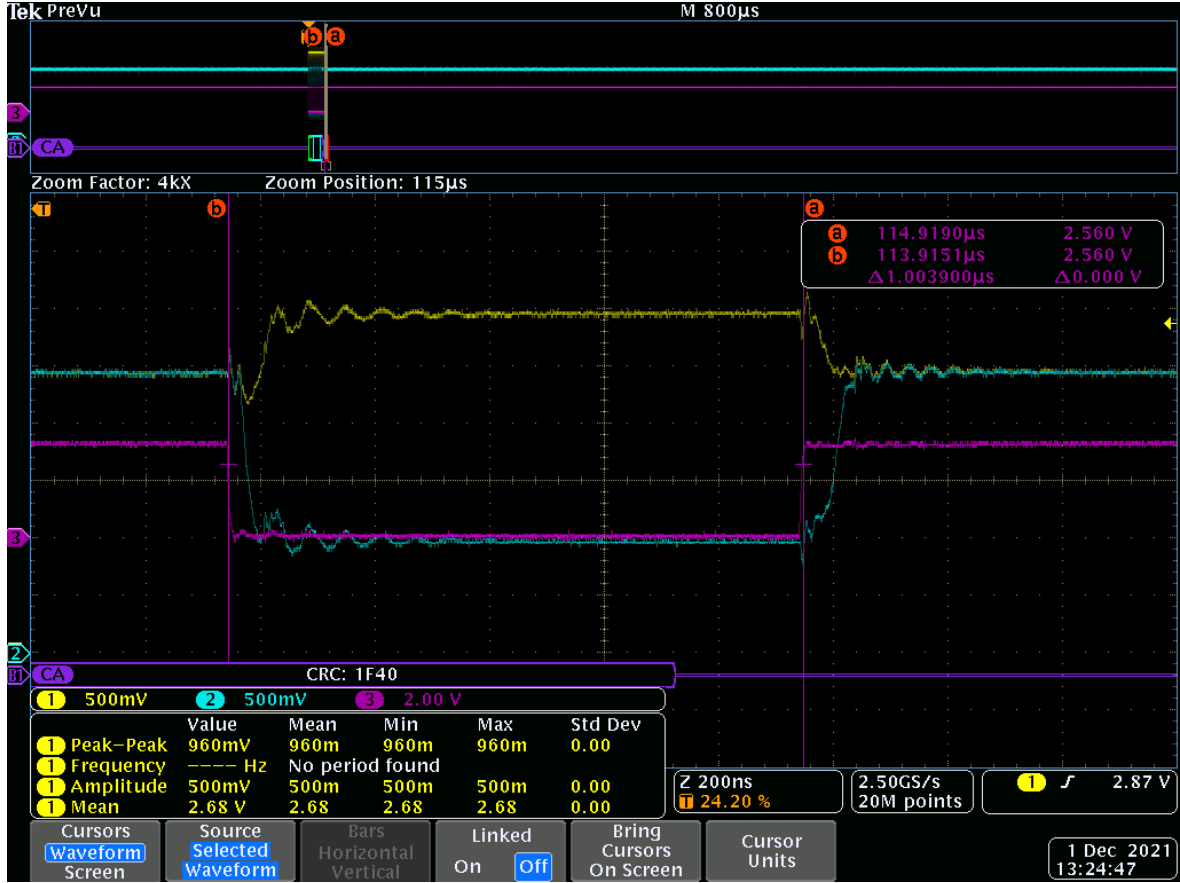 Tek PreVu M 800µs
b a
3
B1 CA
Zoom Factor: 4kX Zoom Position: 115µs
T b a
a 114.9190µs 2.560 V
b 113.9151µs 2.560 V
△1.003900µs △0.000 V
3
2
B1 CA CRC: 1F40
1 500mV 2 500mV 3 2.00 V
Value Mean Min Max Std Dev
1 Peak−Peak 960mV 960m 960m 960m 0.00
1 Frequency −−−− Hz No period found
1 Amplitude 500mV 500m 500m 500m 0.00
1 Mean 2.68 V 2.68 2.68 2.68 0.00
Z 200ns
T 24.20 %
2.50GS/s
20M points
1 2.87 V
Cursors
Waveform
Screen
Source
Selected
Waveform
Bars
Horizontal
Vertical
Linked
On Off
Bring
Cursors
On Screen
Cursor
Units
1 Dec 2021
13:24:47